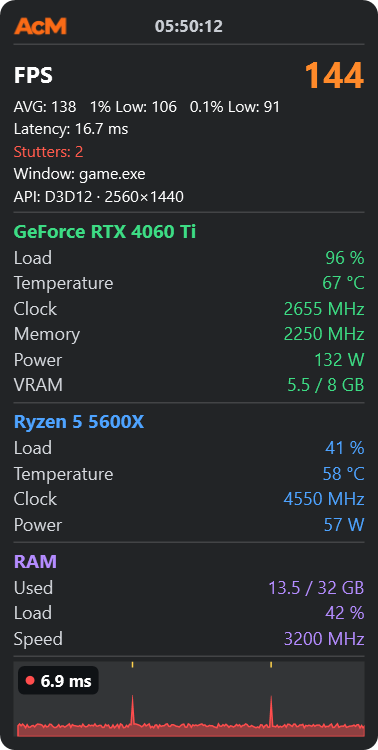 AcM 05:50:12
FPS 144
AVG: 138 1% Low: 106 0.1% Low: 91
Latency: 16.7 ms
Stutters: 2
Window: game.exe
API: D3D12 · 2560×1440
GeForce RTX 4060 Ti
Load 96 %
Temperature 67 °C
Clock 2655 MHz
Memory 2250 MHz
Power 132 W
VRAM 5.5 / 8 GB
Ryzen 5 5600X
Load 41 %
Temperature 58 °C
Clock 4550 MHz
Power 57 W
RAM
Used 13.5 / 32 GB
Load 42 %
Speed 3200 MHz
6.9 ms